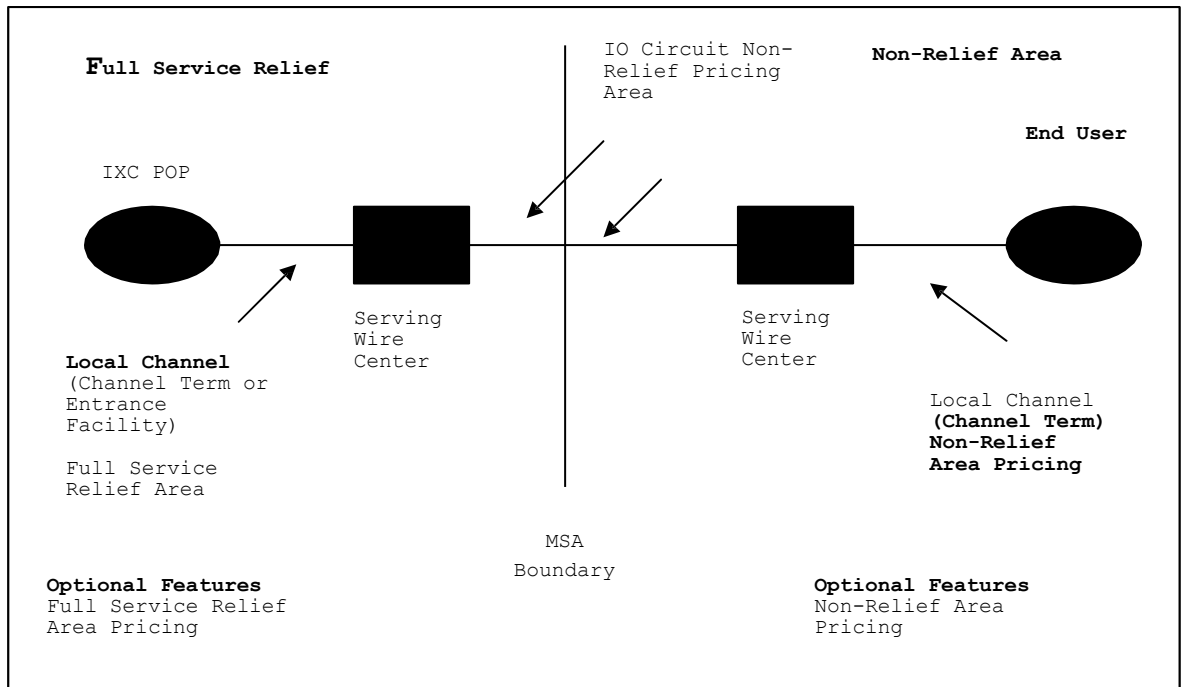 Full Service Relief
IO Circuit Non-
Relief Pricing
Area
Non-Relief Area
End User
IXC POP
Serving
Wire
Center
Serving
Wire
Center
Local Channel
(Channel Term or
Entrance
Facility)
Full Service
Relief Area
Local Channel
(Channel Term)
Non-Relief
Area Pricing
MSA
Boundary
Optional Features
Full Service Relief
Area Pricing
Optional Features
Non-Relief Area
Pricing